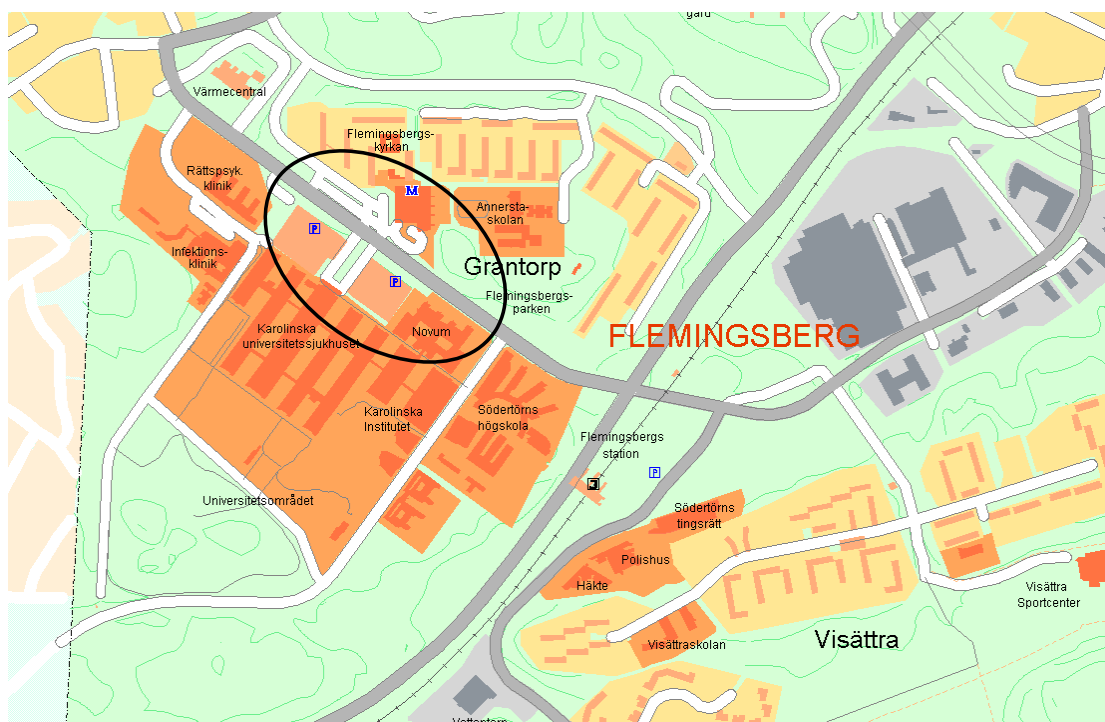 gård
Värmecentral
Flemingsbergs-
kyrkan
Rättspsyk.
klinik
M
Annersta-
skolan
P
Infektions-
klinik
Grantorp
P
Flemingsbergs-
parken
Karolinska
universitetssjukhuset
Novum
FLEMINGSBERG
Karolinska
Institutet
Södertörns
högskola
Flemingsbergs
station
P
Universitetsområdet
Södertörns
tingsrätt
Polishus
Häkte
Visättra
Sportcenter
Visättraskolan
Visättra